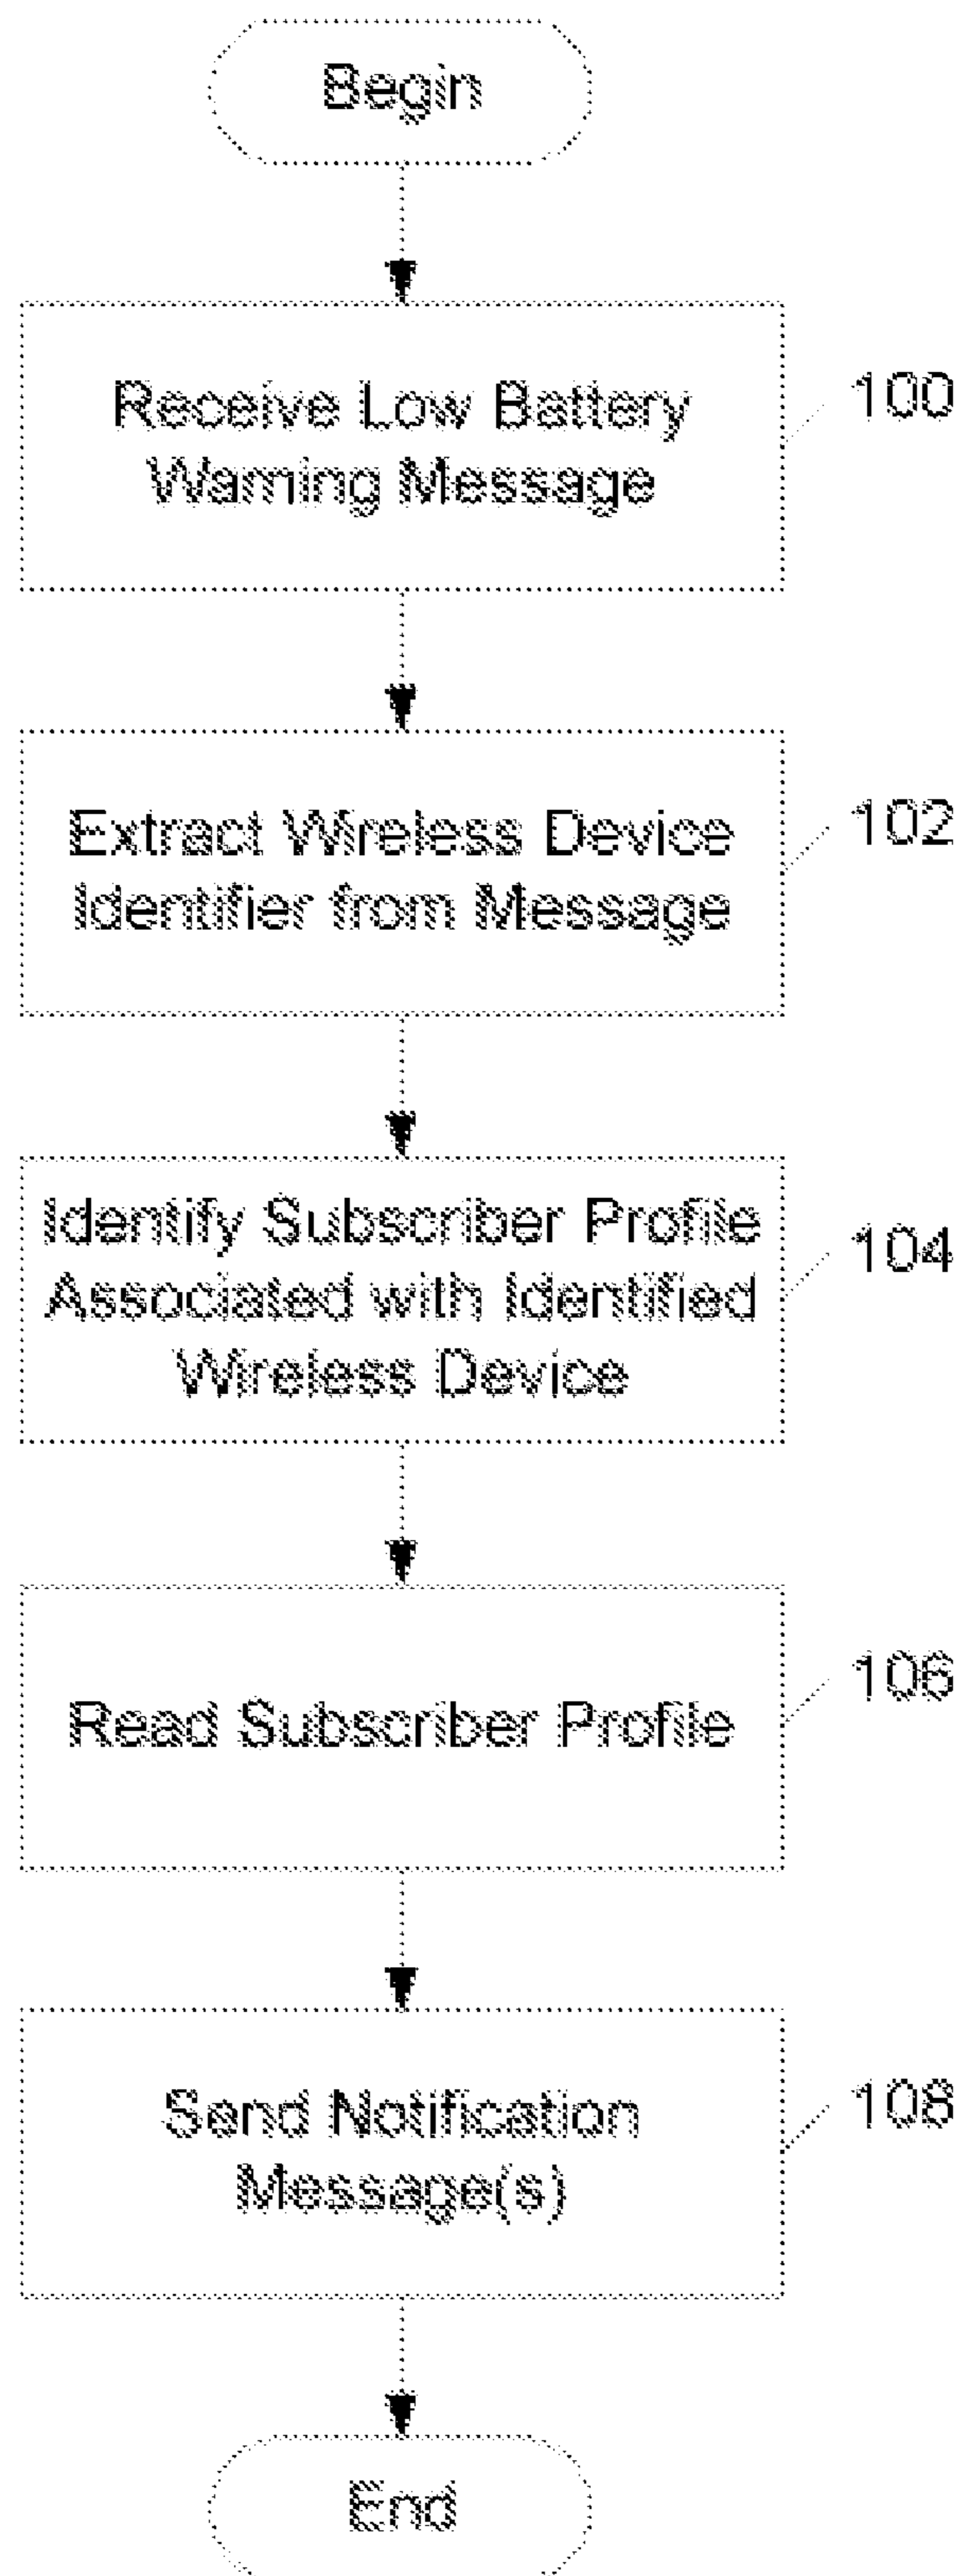 Begin
Receive Low Battery
Warning Message
100
Extract Wireless Device
Identifier from Message
102
Identify Subscriber Profile
Associated with Identified
Wireless Device
104
Read Subscriber Profile
106
Send Notification
Message(s)
108
End